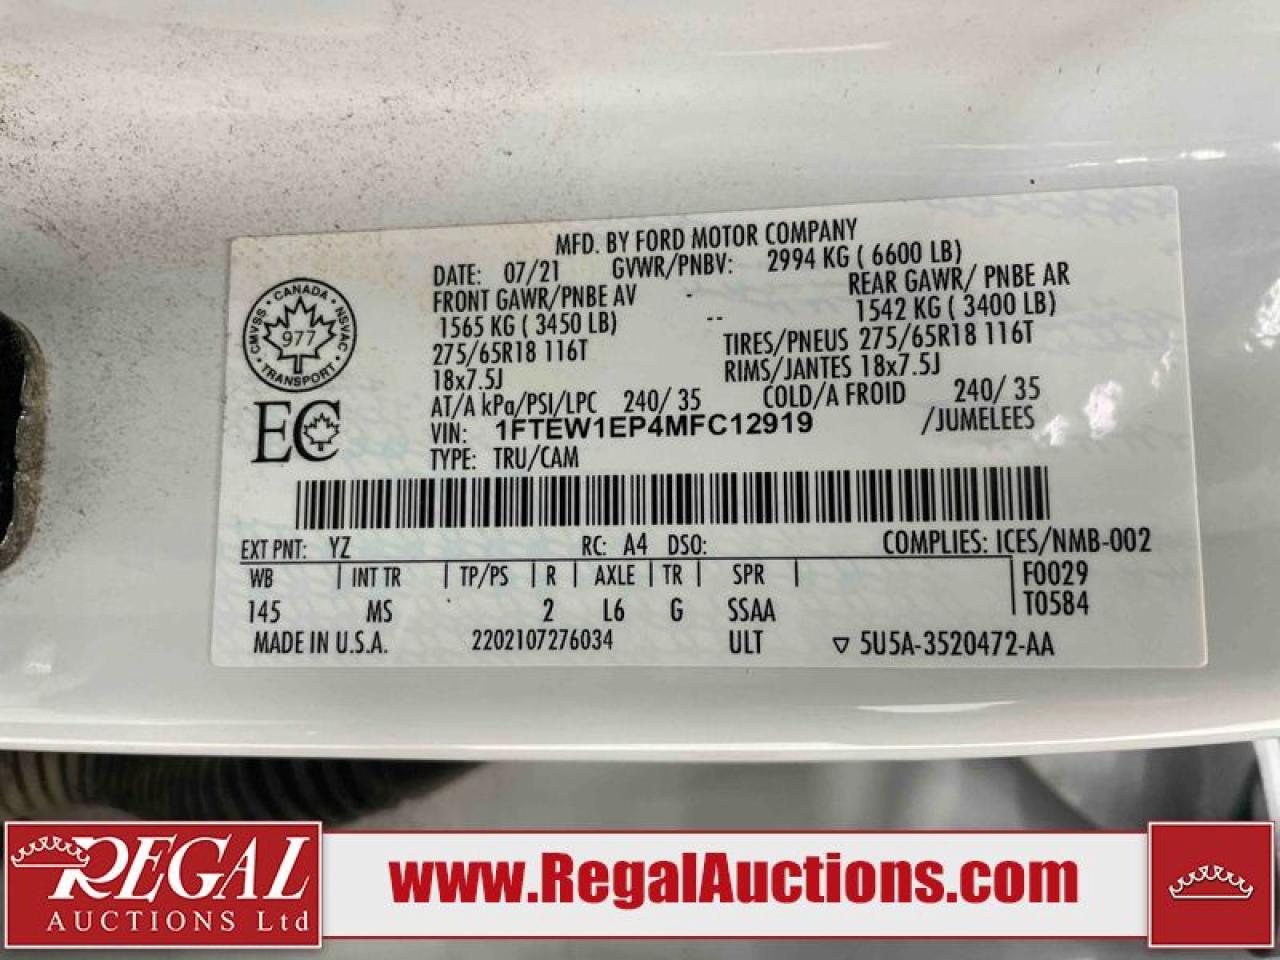 MFD. BY FORD MOTOR COMPANY
DATE: 07/21 GVWR/PNBV: 2994 KG ( 6600 LB)
FRONT GAWR/PNBE AV - REAR GAWR/ PNBE AR
1565 KG ( 3450 LB) -- 1542 KG ( 3400 LB)
275/65R18 116T TIRES/PNEUS 275/65R18 116T
18x7.5J RIMS/JANTES 18x7.5J
AT/A kPa/PSI/LPC 240/ 35 COLD/A FROID 240/ 35
VIN: 1FTEW1EP4MFC12919 /JUMELEES
TYPE: TRU/CAM
CANADA
CMVSS NSVAC
977
TRANSPORT
EC
EXT PNT: YZ RC: A4 DSO: COMPLIES: ICES/NMB-002
WB | INT TR | TP/PS | R | AXLE | TR | SPR | F0029
145 MS 2 L6 G SSAA T0584
MADE IN U.S.A. 2202107276034 ULT ▽ 5U5A-3520472-AA
REGAL
AUCTIONS Ltd
www.RegalAuctions.com